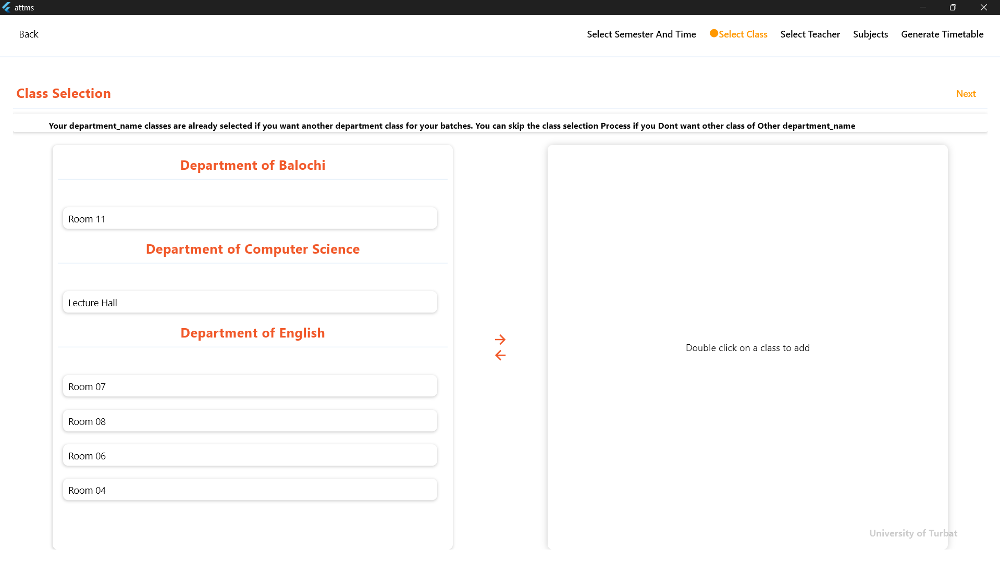 attms
Back
Select Semester And Time
Select Class
Select Teacher
Subjects
Generate Timetable
Class Selection
Next
Your department_name classes are already selected if you want another department class for your batches. You can skip the class selection Process if you Dont want other class of Other department_name
Department of Balochi
Room 11
Department of Computer Science
Lecture Hall
Department of English
Room 07
Room 08
Room 06
Room 04
Double click on a class to add
University of Turbat